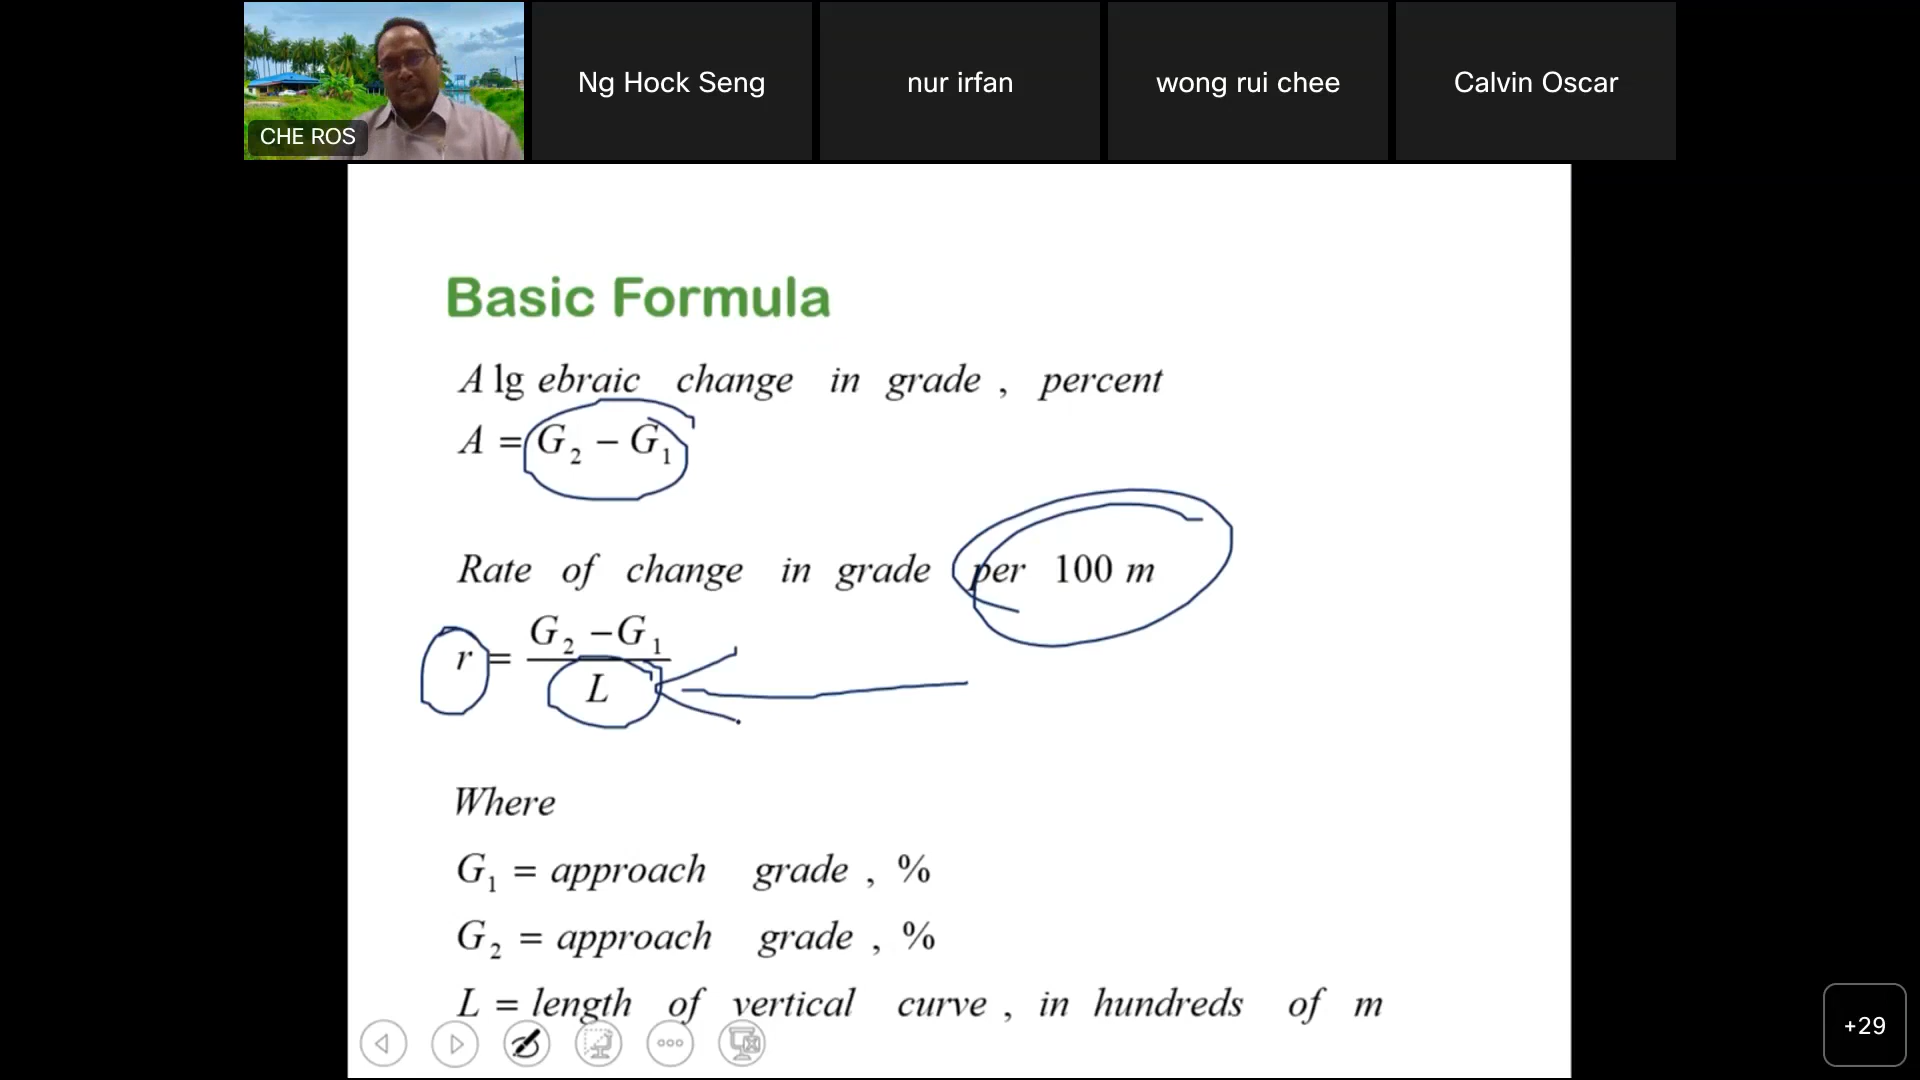 CHE ROS
Ng Hock Seng
nur irfan
wong rui chee
Calvin Oscar
Basic Formula
A lg ebraic change in grade , percent
A = G₂ − G₁
Rate of change in grade per 100 m
r = G₂ − G₁ / L
Where
G₁ = approach grade , %
G₂ = approach grade , %
L = length of vertical curve , in hundreds of m
+29